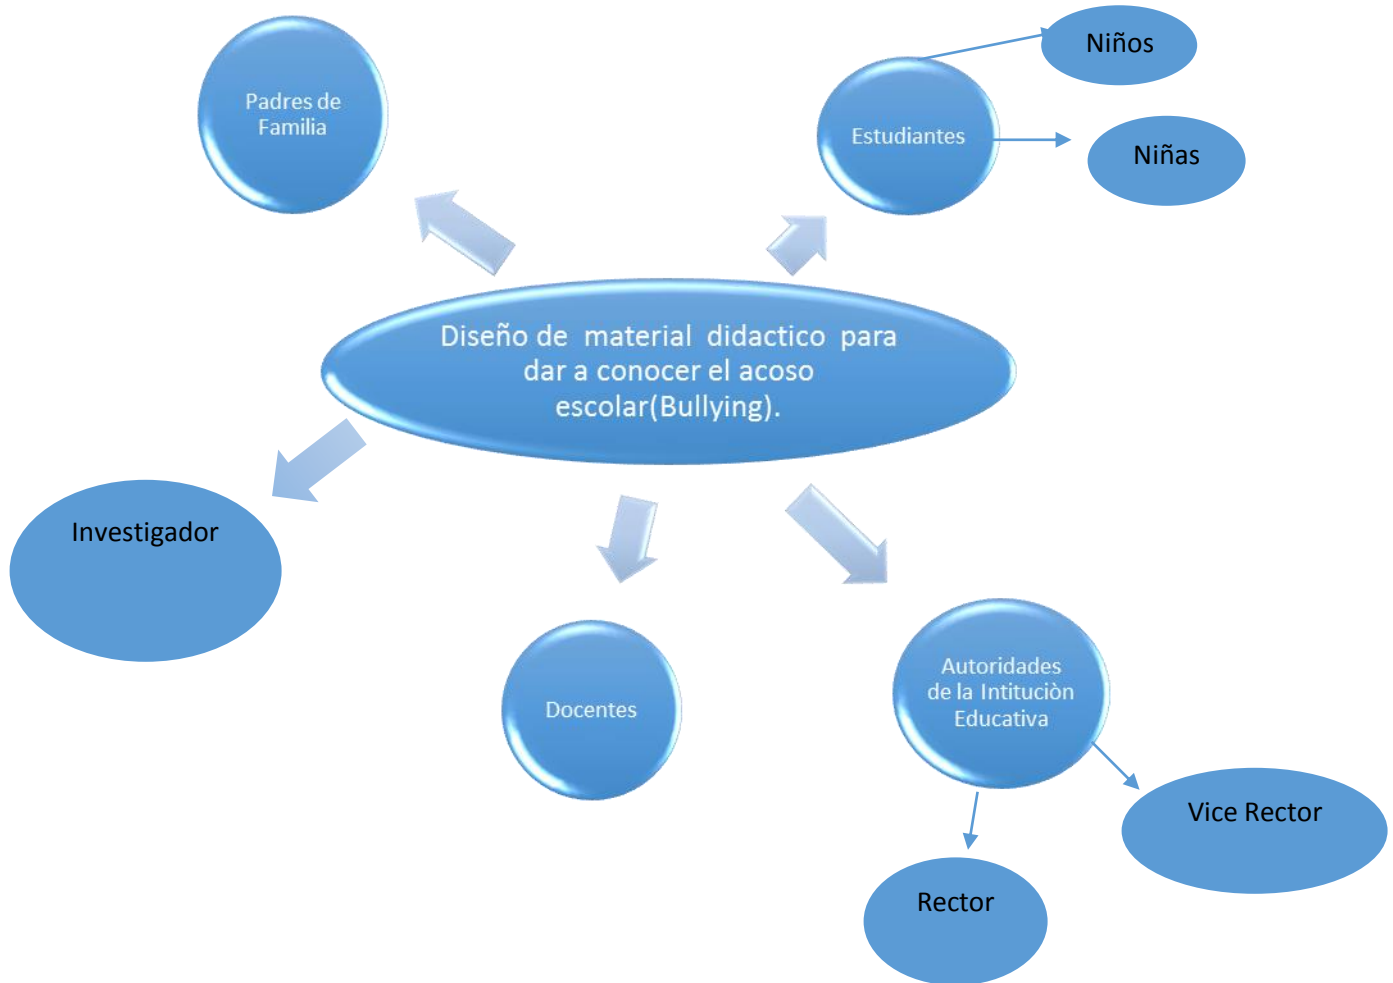 Niños
Padres de
Familia
Estudiantes
Niñas
Diseño de material didactico para
dar a conocer el acoso
escolar(Bullying).
Investigador
Docentes
Autoridades
de la Intituciòn
Educativa
Vice Rector
Rector